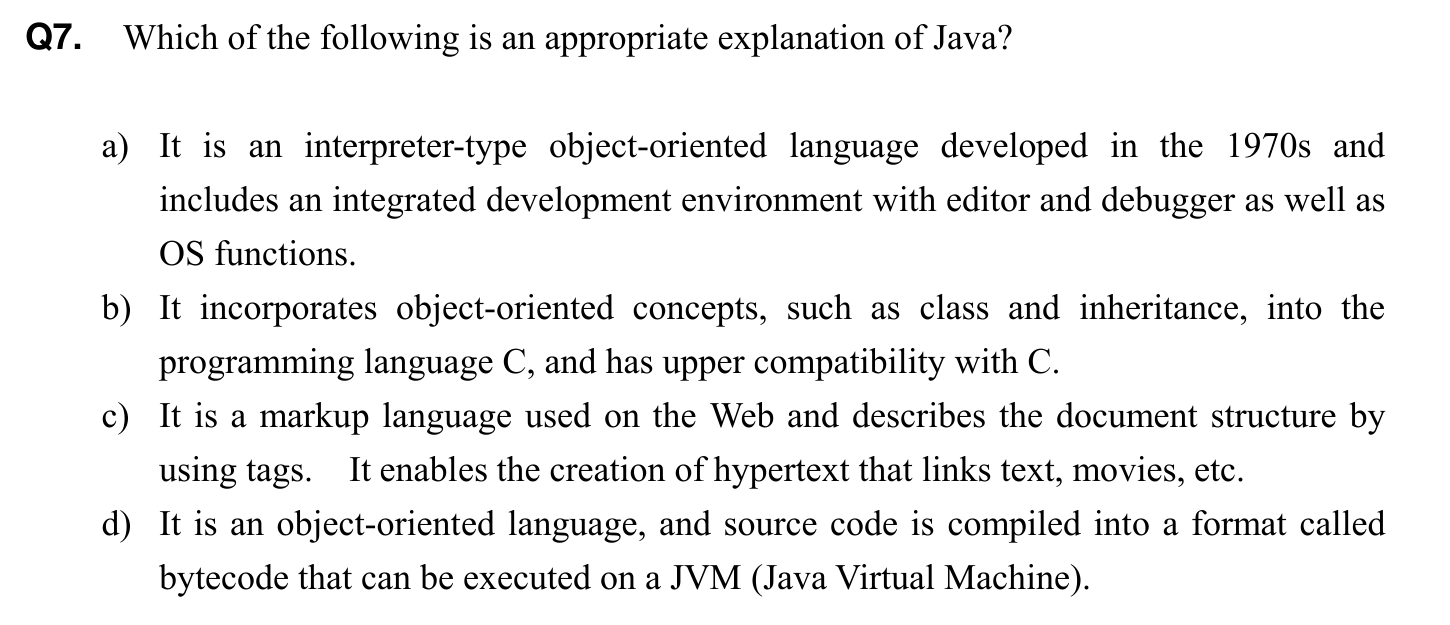 Q7. Which of the following is an appropriate explanation of Java?
a) It is an interpreter-type object-oriented language developed in the 1970s and
includes an integrated development environment with editor and debugger as well as
OS functions.
b) It incorporates object-oriented concepts, such as class and inheritance, into the
programming language C, and has upper compatibility with C.
c) It is a markup language used on the Web and describes the document structure by
using tags. It enables the creation of hypertext that links text, movies, etc.
d) It is an object-oriented language, and source code is compiled into a format called
bytecode that can be executed on a JVM (Java Virtual Machine).